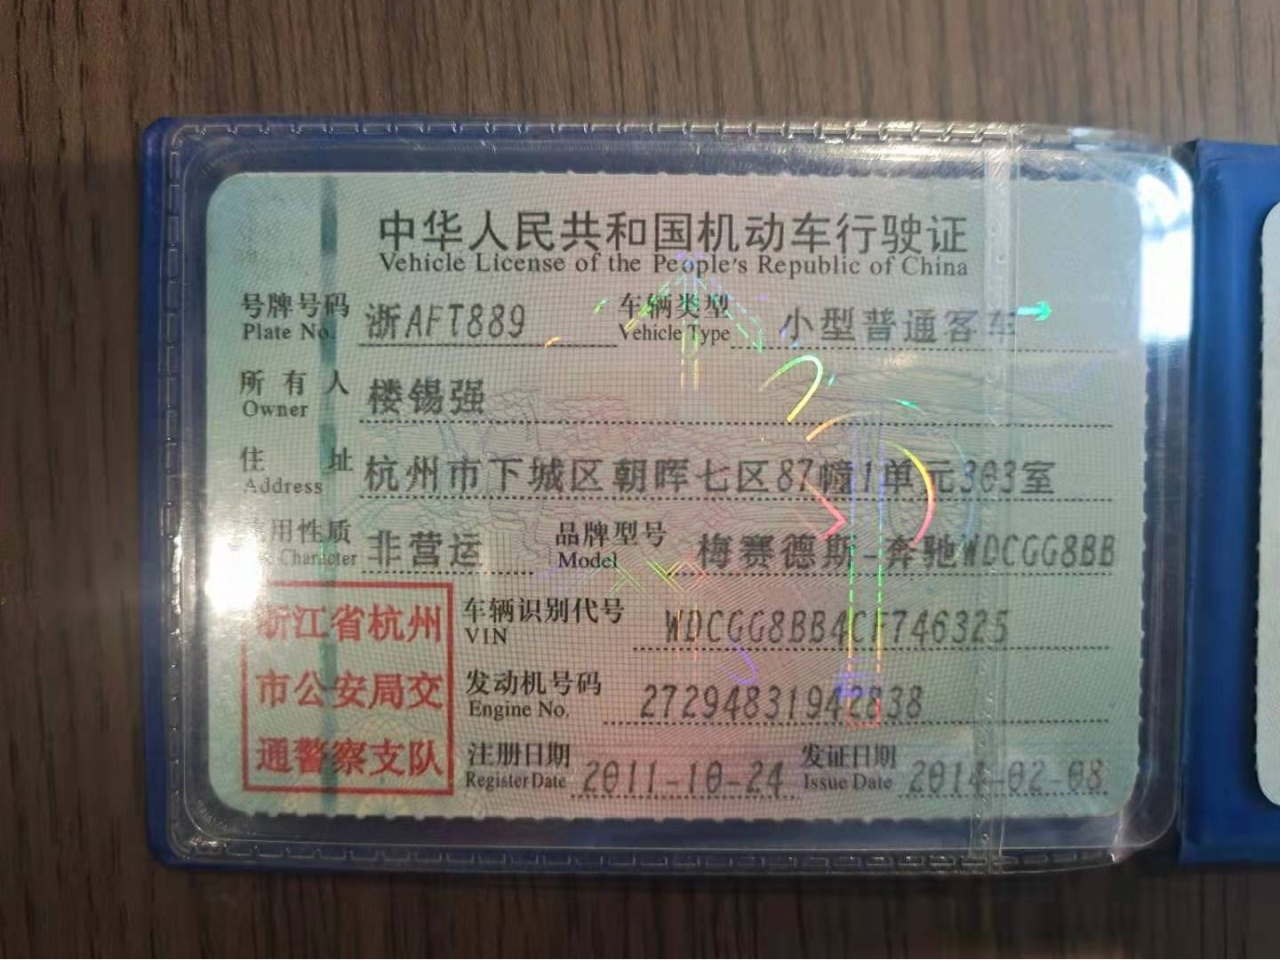 中华人民共和国机动车行驶证
Vehicle License of the People's Republic of China
号牌号码 浙AFT889 车辆类型 小型普通客车
Plate No. Vehicle Type
所有人 楼锡强
Owner
住址 杭州市下城区朝晖七区87幢1单元303室
Address
用性质 非营运 品牌型号 梅赛德斯-奔驰WDCGG8BB
Character Model
浙江省杭州 车辆识别代号 WDCGG8BB4CF746325
VIN
市公安局交 发动机号码 27294831942838
Engine No.
通警察支队 注册日期 2011-10-24 发证日期 2014-02-08
Register Date Issue Date